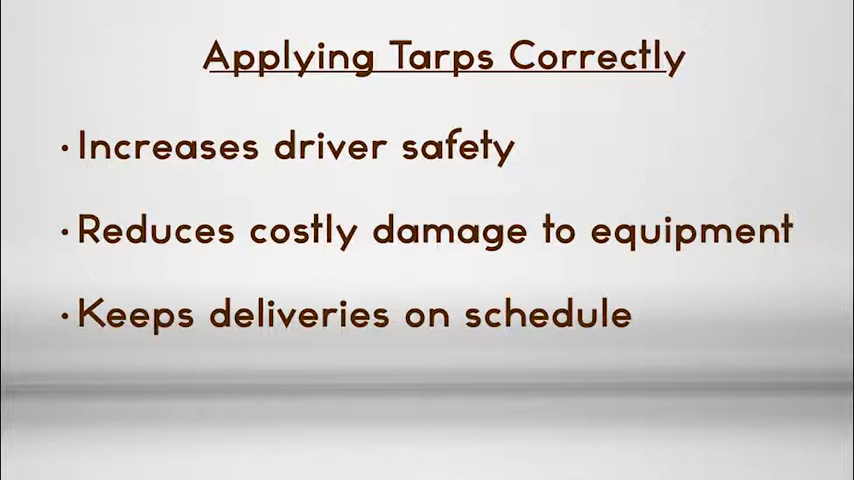 Applying Tarps Correctly
· Increases driver safety
· Reduces costly damage to equipment
· Keeps deliveries on schedule